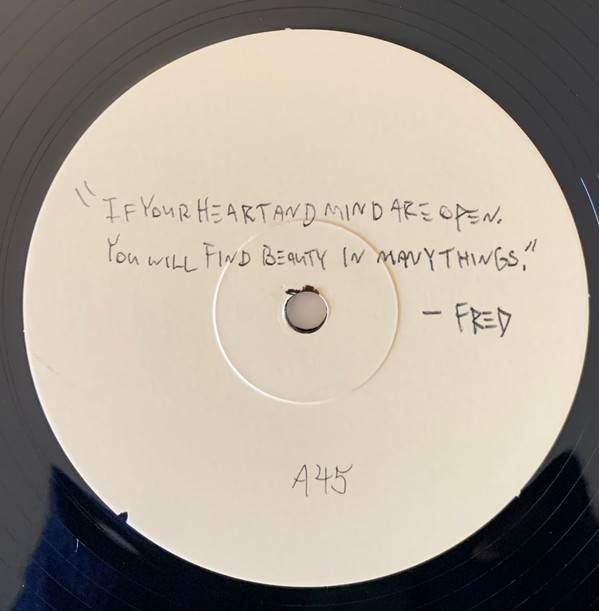 "IF YOUR HEART AND MIND ARE OPEN.
YOU WILL FIND BEAUTY IN MANY THINGS."
- FRED
A45